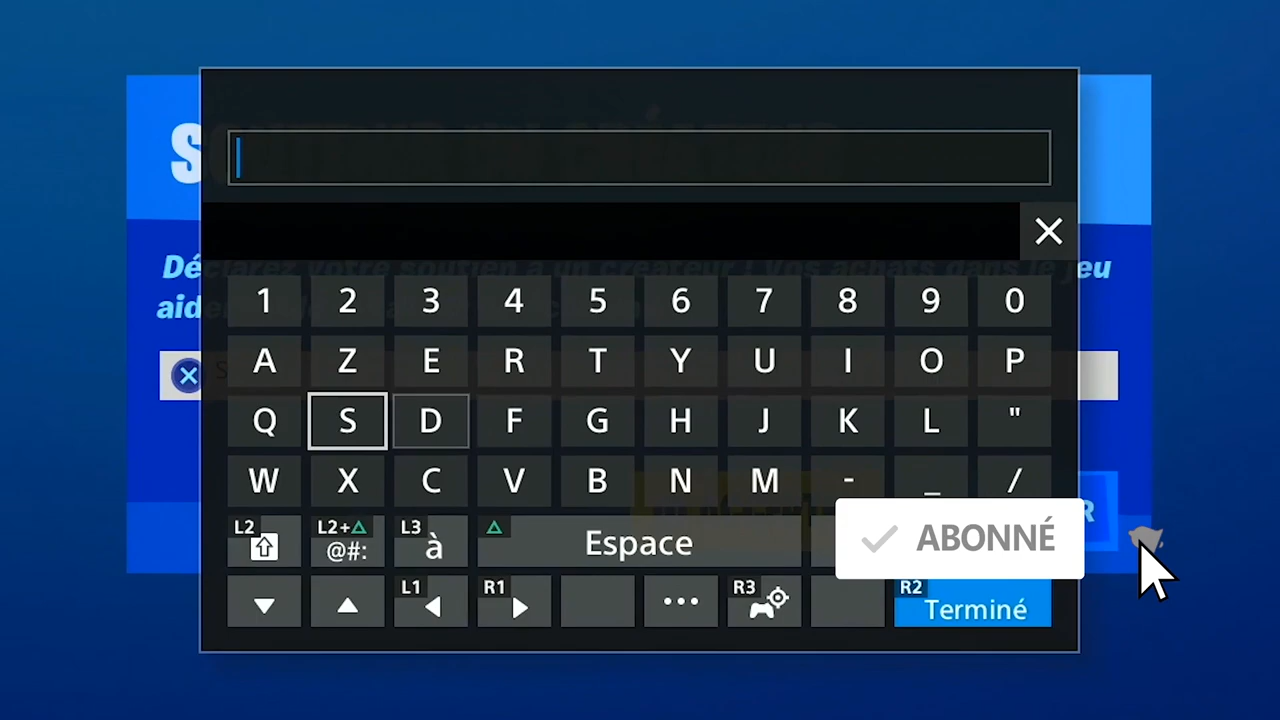 S
Déclarez votre soutien à un créateur ! Vos achats dans le jeu
aide
S
1 2 3 4 5 6 7 8 9 0
A Z E R T Y U I O P
Q S D F G H J K L "
W X C V B N M - _ /
L2 L2+△ @#: L3 à △ Espace
ABONNÉ
R
L1 R1 ... R3 R2 Terminé